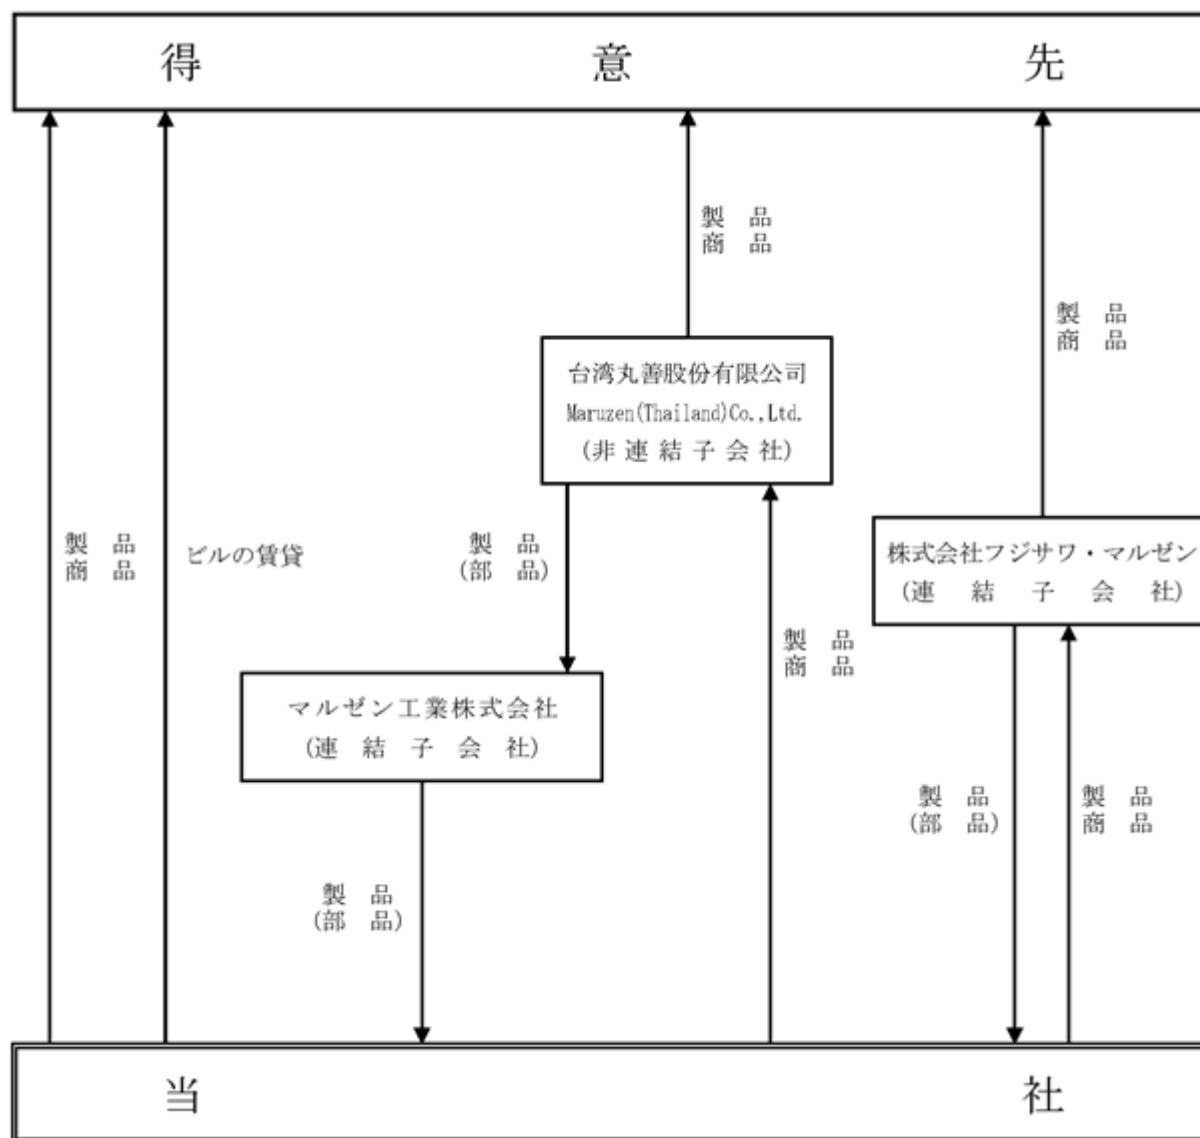 得 意 先
製 品
商 品
製 品
商 品
台湾丸善股份有限公司
Maruzen(Thailand)Co.,Ltd.
(非連結子会社)
製 品
商 品
ビルの賃貸
製 品
(部 品)
株式会社フジサワ・マルゼン
(連 結 子 会 社)
製 品
商 品
マルゼン工業株式会社
(連 結 子 会 社)
製 品
(部 品)
製 品
商 品
製 品
(部 品)
当 社